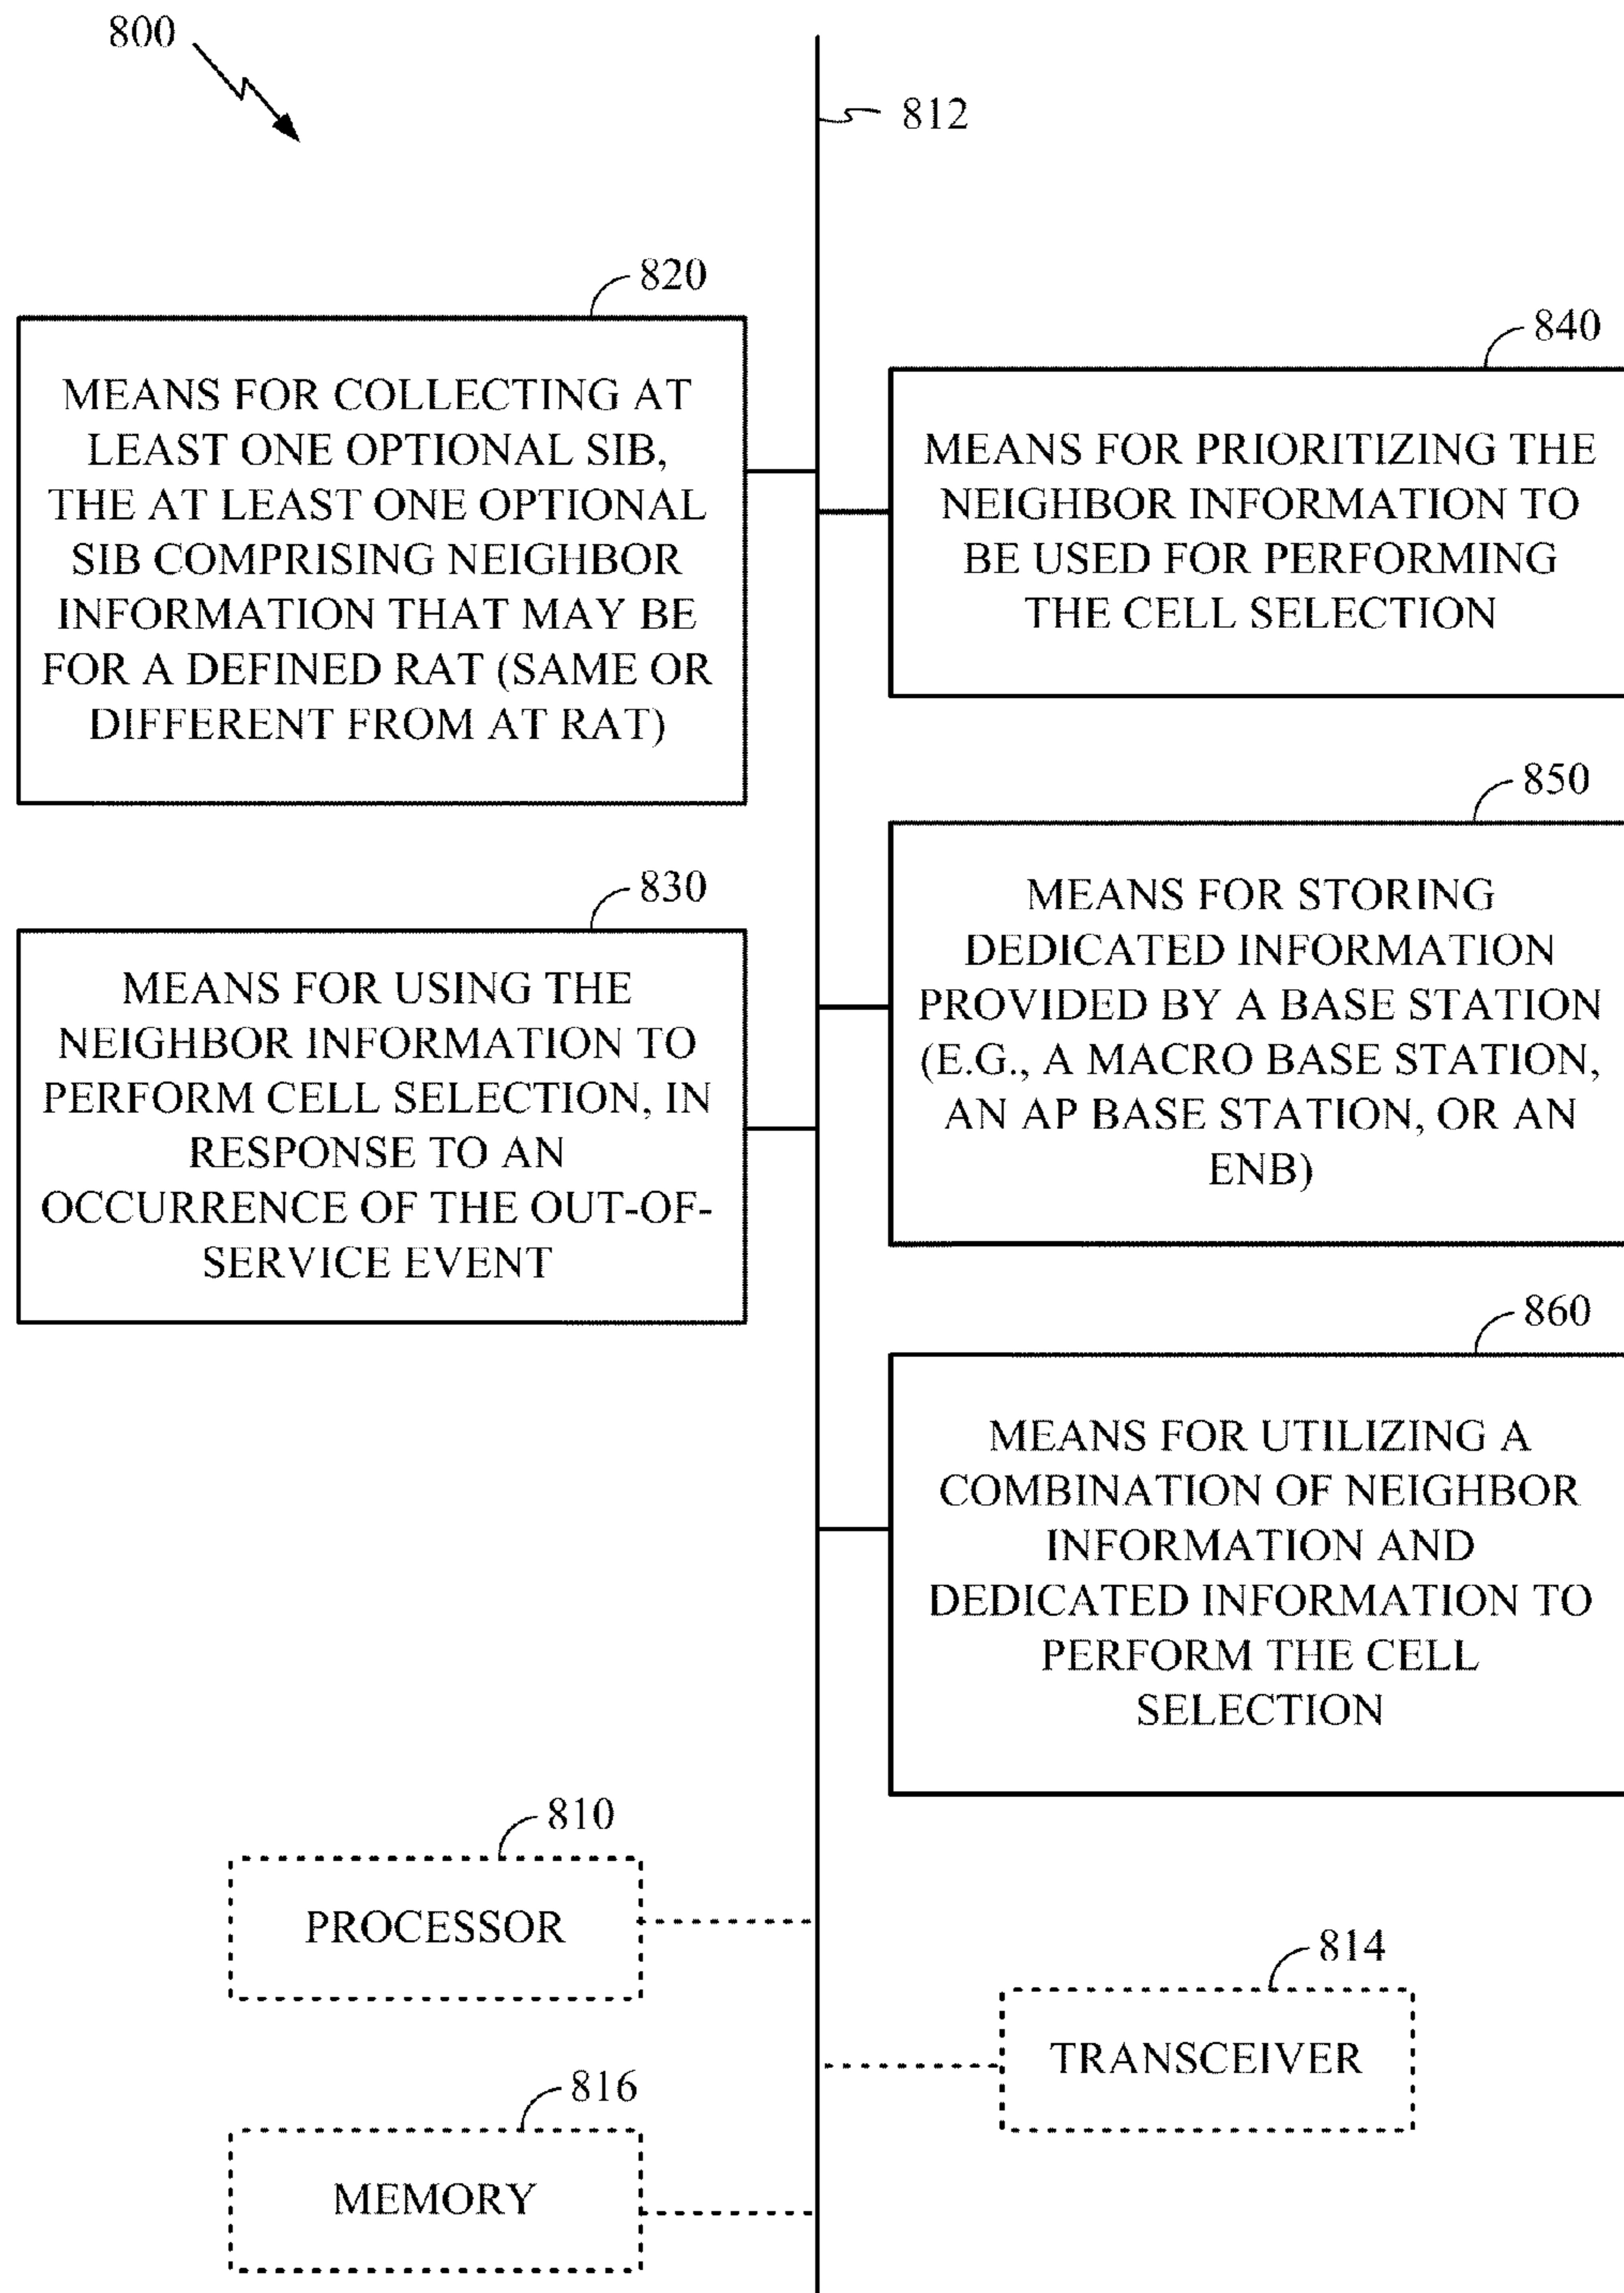 800
812
820
MEANS FOR COLLECTING AT
LEAST ONE OPTIONAL SIB,
THE AT LEAST ONE OPTIONAL
SIB COMPRISING NEIGHBOR
INFORMATION THAT MAY BE
FOR A DEFINED RAT (SAME OR
DIFFERENT FROM AT RAT)
840
MEANS FOR PRIORITIZING THE
NEIGHBOR INFORMATION TO
BE USED FOR PERFORMING
THE CELL SELECTION
830
MEANS FOR USING THE
NEIGHBOR INFORMATION TO
PERFORM CELL SELECTION, IN
RESPONSE TO AN
OCCURRENCE OF THE OUT-OF-
SERVICE EVENT
850
MEANS FOR STORING
DEDICATED INFORMATION
PROVIDED BY A BASE STATION
(E.G., A MACRO BASE STATION,
AN AP BASE STATION, OR AN
ENB)
860
MEANS FOR UTILIZING A
COMBINATION OF NEIGHBOR
INFORMATION AND
DEDICATED INFORMATION TO
PERFORM THE CELL
SELECTION
810
PROCESSOR
814
TRANSCEIVER
816
MEMORY